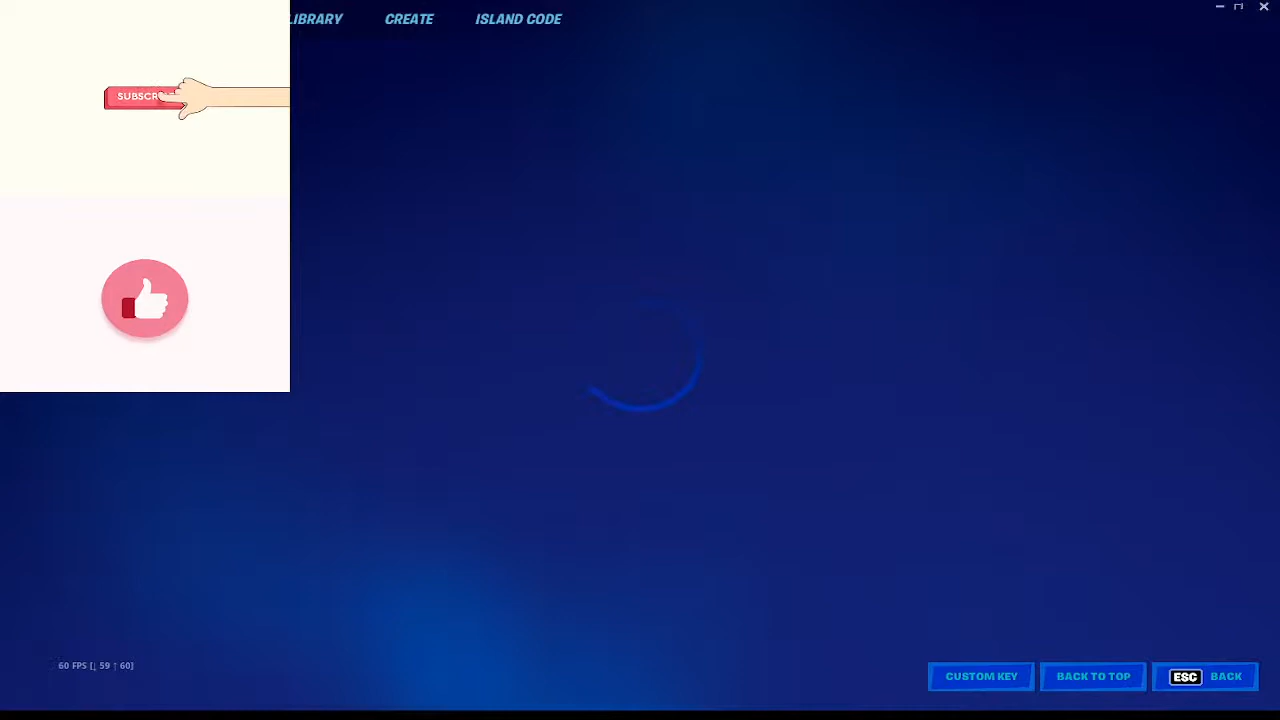 LIBRARY CREATE ISLAND CODE
60 FPS [↓ 59 ↑ 60]
CUSTOM KEY BACK TO TOP ESC BACK